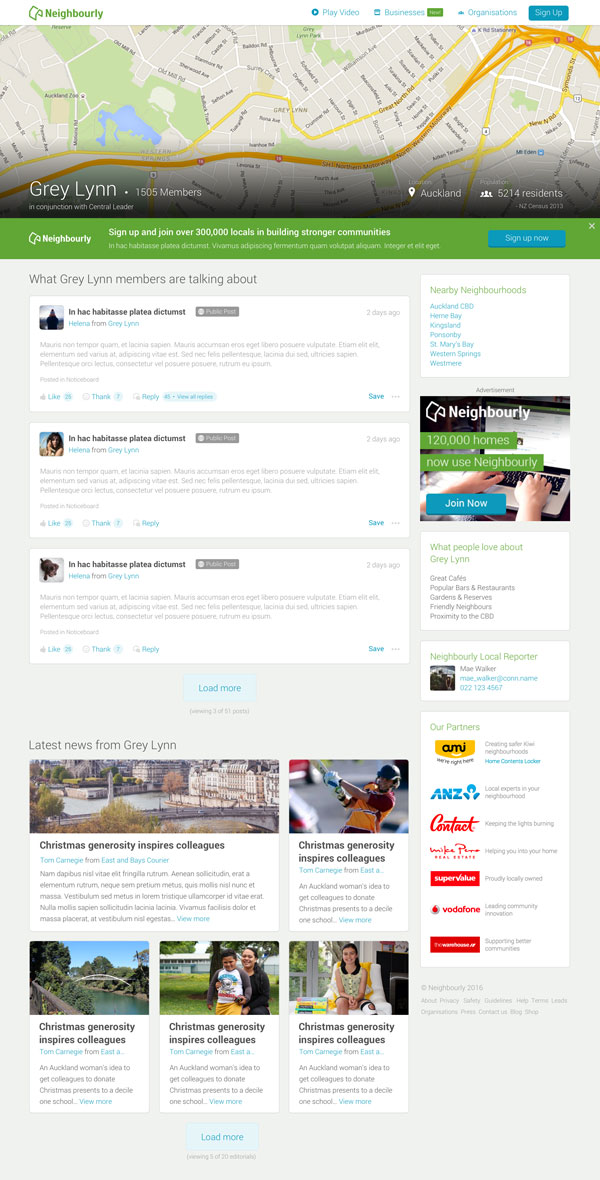 Neighbourly
Play Video
Businesses New!
Organisations
Sign Up
Grey Lynn Park
K Rd Stationery
Old Mill Rd
Surrey Cres
Williamson Ave
Auckland Zoo
Bullock Track
Sefton Ave
GREY LYNN
Great North Rd
Tuarangi Rd
Ivanhoe Rd
WESTERN SPRINGS
North-Western Motorway
New N Rd
Symonds St
Mt Eden
Grey Lynn • 1505 Members
in conjunction with Central Leader
Location
Auckland
Population
5214 residents
- NZ Census 2013
Neighbourly
Sign up and join over 300,000 locals in building stronger communities
In hac habitasse platea dictumst. Vivamus adipiscing fermentum quam volutpat aliquam. Integer et elit eget.
Sign up now
What Grey Lynn members are talking about
In hac habitasse platea dictumst Public Post
2 days ago
Helena from Grey Lynn
Mauris non tempor quam, et lacinia sapien. Mauris accumsan eros eget libero posuere vulputate. Etiam elit elit,
elementum sed varius at, adipiscing vitae est. Sed nec felis pellentesque, lacinia dui sed, ultricies sapien.
Pellentesque orci lectus, consectetur vel posuere posuere, rutrum eu ipsum.
Posted in Noticeboard
Like 25 Thank 7 Reply 45 • View all replies Save
In hac habitasse platea dictumst Public Post
2 days ago
Helena from Grey Lynn
Mauris non tempor quam, et lacinia sapien. Mauris accumsan eros eget libero posuere vulputate. Etiam elit elit,
elementum sed varius at, adipiscing vitae est. Sed nec felis pellentesque, lacinia dui sed, ultricies sapien.
Pellentesque orci lectus, consectetur vel posuere posuere, rutrum eu ipsum.
Posted in Noticeboard
Like 25 Thank 7 Reply Save
In hac habitasse platea dictumst Public Post
2 days ago
Helena from Grey Lynn
Mauris non tempor quam, et lacinia sapien. Mauris accumsan eros eget libero posuere vulputate. Etiam elit elit,
elementum sed varius at, adipiscing vitae est. Sed nec felis pellentesque, lacinia dui sed, ultricies sapien.
Pellentesque orci lectus, consectetur vel posuere posuere, rutrum eu ipsum.
Posted in Noticeboard
Like 25 Thank 7 Reply Save
Load more
(viewing 3 of 51 posts)
Latest news from Grey Lynn
Christmas generosity inspires colleagues
Tom Carnegie from East and Bays Courier
Nam dapibus nisl vitae elit fringilla rutrum. Aenean sollicitudin, erat a
elementum rutrum, neque sem pretium metus, quis mollis nisl nunc et
massa. Vestibulum sed metus in lorem tristique ullamcorper id vitae erat.
Nulla mollis sapien sollicitudin lacinia lacinia. Vivamus facilisis dolor et
massa placerat, at vestibulum nisl egestas... View more
Christmas generosity
inspires colleagues
Tom Carnegie from East a...
An Auckland woman's idea to
get colleagues to donate
Christmas presents to a decile
one school... View more
Christmas generosity
inspires colleagues
Tom Carnegie from East a...
An Auckland woman's idea to
get colleagues to donate
Christmas presents to a decile
one school... View more
Christmas generosity
inspires colleagues
Tom Carnegie from East a...
An Auckland woman's idea to
get colleagues to donate
Christmas presents to a decile
one school... View more
Christmas generosity
inspires colleagues
Tom Carnegie from East a...
An Auckland woman's idea to
get colleagues to donate
Christmas presents to a decile
one school... View more
Load more
(viewing 5 of 20 editorials)
Nearby Neighbourhoods
Auckland CBD
Herne Bay
Kingsland
Ponsonby
St. Mary's Bay
Western Springs
Westmere
Advertisement
Neighbourly
120,000 homes
now use Neighbourly
Join Now
What people love about
Grey Lynn
Great Cafés
Popular Bars & Restaurants
Gardens & Reserves
Friendly Neighbours
Proximity to the CBD
Neighbourly Local Reporter
Mae Walker
mae_walker@conn.name
022 123 4567
Our Partners
ami
we're right here
Creating safer Kiwi
neighbourhoods
Home Contents Locker
ANZ
Local experts in your
neighbourhood
Contact
Keeping the lights burning
Mike Pero
REAL ESTATE
Helping you into your home
supervalue
Proudly locally owned
vodafone
Leading community
innovation
the warehouse
Supporting better
communities
© Neighbourly 2016
About Privacy Safety Guidelines Help Terms Leads
Organisations Press Contact us Blog Shop